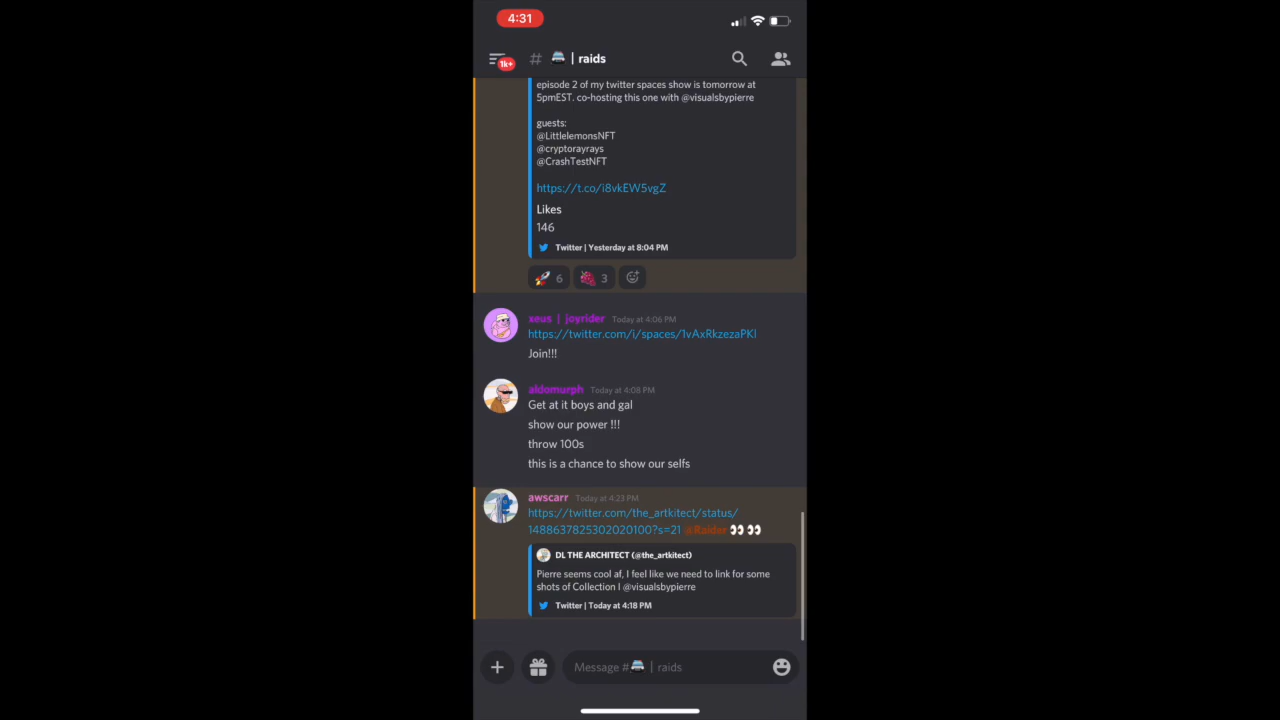 4:31
1K+
# | raids
episode 2 of my twitter spaces show is tomorrow at
5pmEST. co-hosting this one with @visualsbypierre
guests:
@LittlelemonsNFT
@cryptorayrays
@CrashTestNFT
https://t.co/i8vkEW5vgZ
Likes
146
Twitter | Yesterday at 8:04 PM
6 3
xeus | joyrider Today at 4:06 PM
https://twitter.com/i/spaces/1vAxRkzezaPKl
Join!!!
aldomurph Today at 4:08 PM
Get at it boys and gal
show our power !!!
throw 100s
this is a chance to show our selfs
awscarr Today at 4:23 PM
https://twitter.com/the_artkitect/status/
1488637825302020100?s=21 @Raider 👀👀
DL THE ARCHITECT (@the_artkitect)
Pierre seems cool af, I feel like we need to link for some
shots of Collection I @visualsbypierre
Twitter | Today at 4:18 PM
Message # | raids